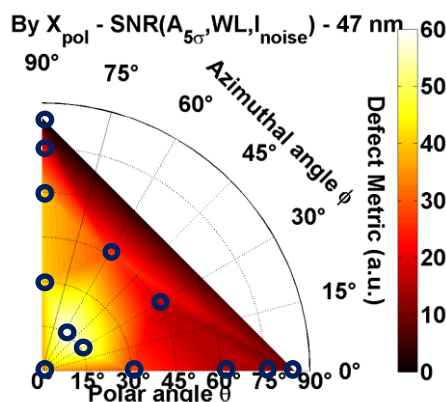 By X_pol - SNR(A_5σ,WL,I_noise) - 47 nm
90°
75°
60°
45°
30°
15°
0°
Azimuthal angle ϕ
0° 15° 30° 45° 60° 75° 90°
Polar angle θ
60
50
40
30
20
10
0
Defect Metric (a.u.)